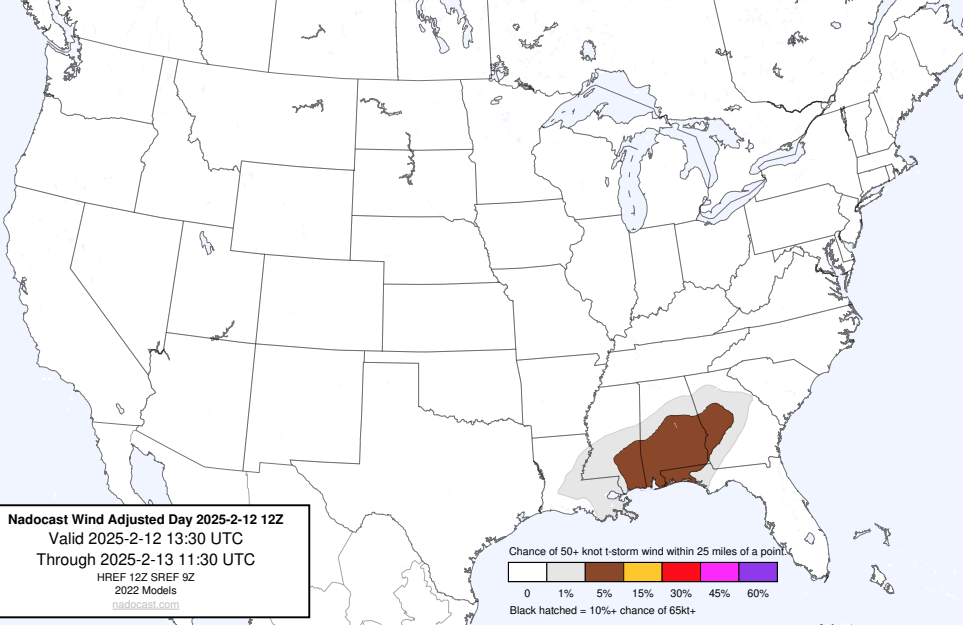 Nadocast Wind Adjusted Day 2025-2-12 12Z
Valid 2025-2-12 13:30 UTC
Through 2025-2-13 11:30 UTC
HREF 12Z SREF 9Z
2022 Models
nadocast.com
Chance of 50+ knot t-storm wind within 25 miles of a point.
0 1% 5% 15% 30% 45% 60%
Black hatched = 10%+ chance of 65kt+